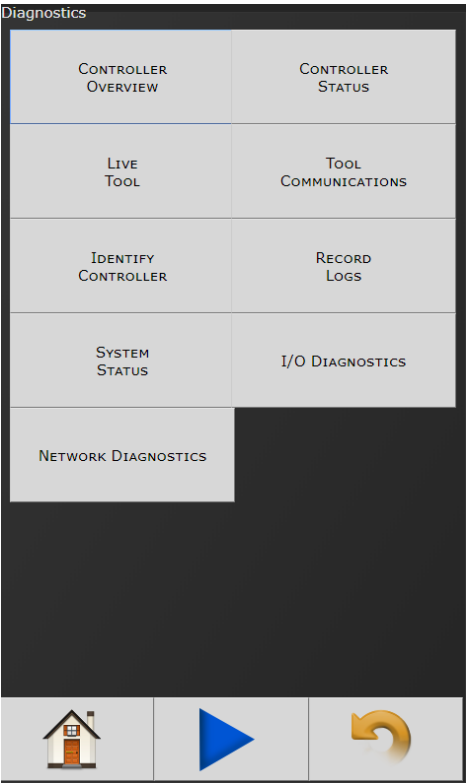 Diagnostics
Controller
Overview
Controller
Status
Live
Tool
Tool
Communications
Identify
Controller
Record
Logs
System
Status
I/O Diagnostics
Network Diagnostics